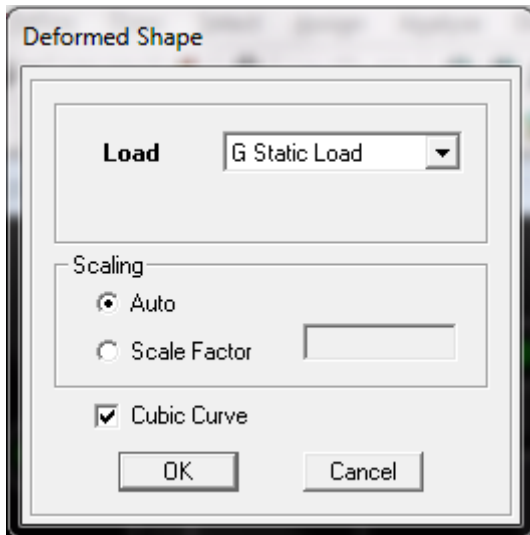 Deformed Shape
Load G Static Load
Scaling
Auto
Scale Factor
Cubic Curve
OK Cancel